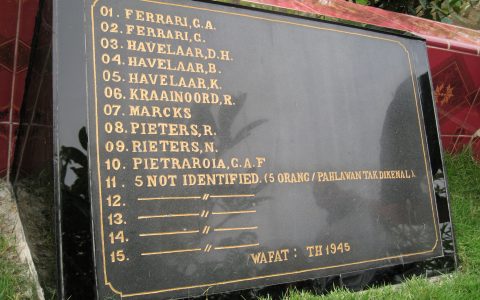 01. FERRARI, G.A.
02. FERRARI, C.
03. HAVELAAR, D.H.
04. HAVELAAR, B.
05. HAVELAAR, K.
06. KRAAINOORD, R.
07. MARCKS
08. PIETERS, R.
09. RIETERS, N.
10. PIETRAROIA, C.A.F
11. 5 NOT IDENTIFIED. (5 ORANG / PAHLAWAN TAK DIKENAL).
12. ——— 〃 ———
13. ——— 〃 ———
14. ——— 〃 ———
15. ——— 〃 ———
WAFAT : TH 1945